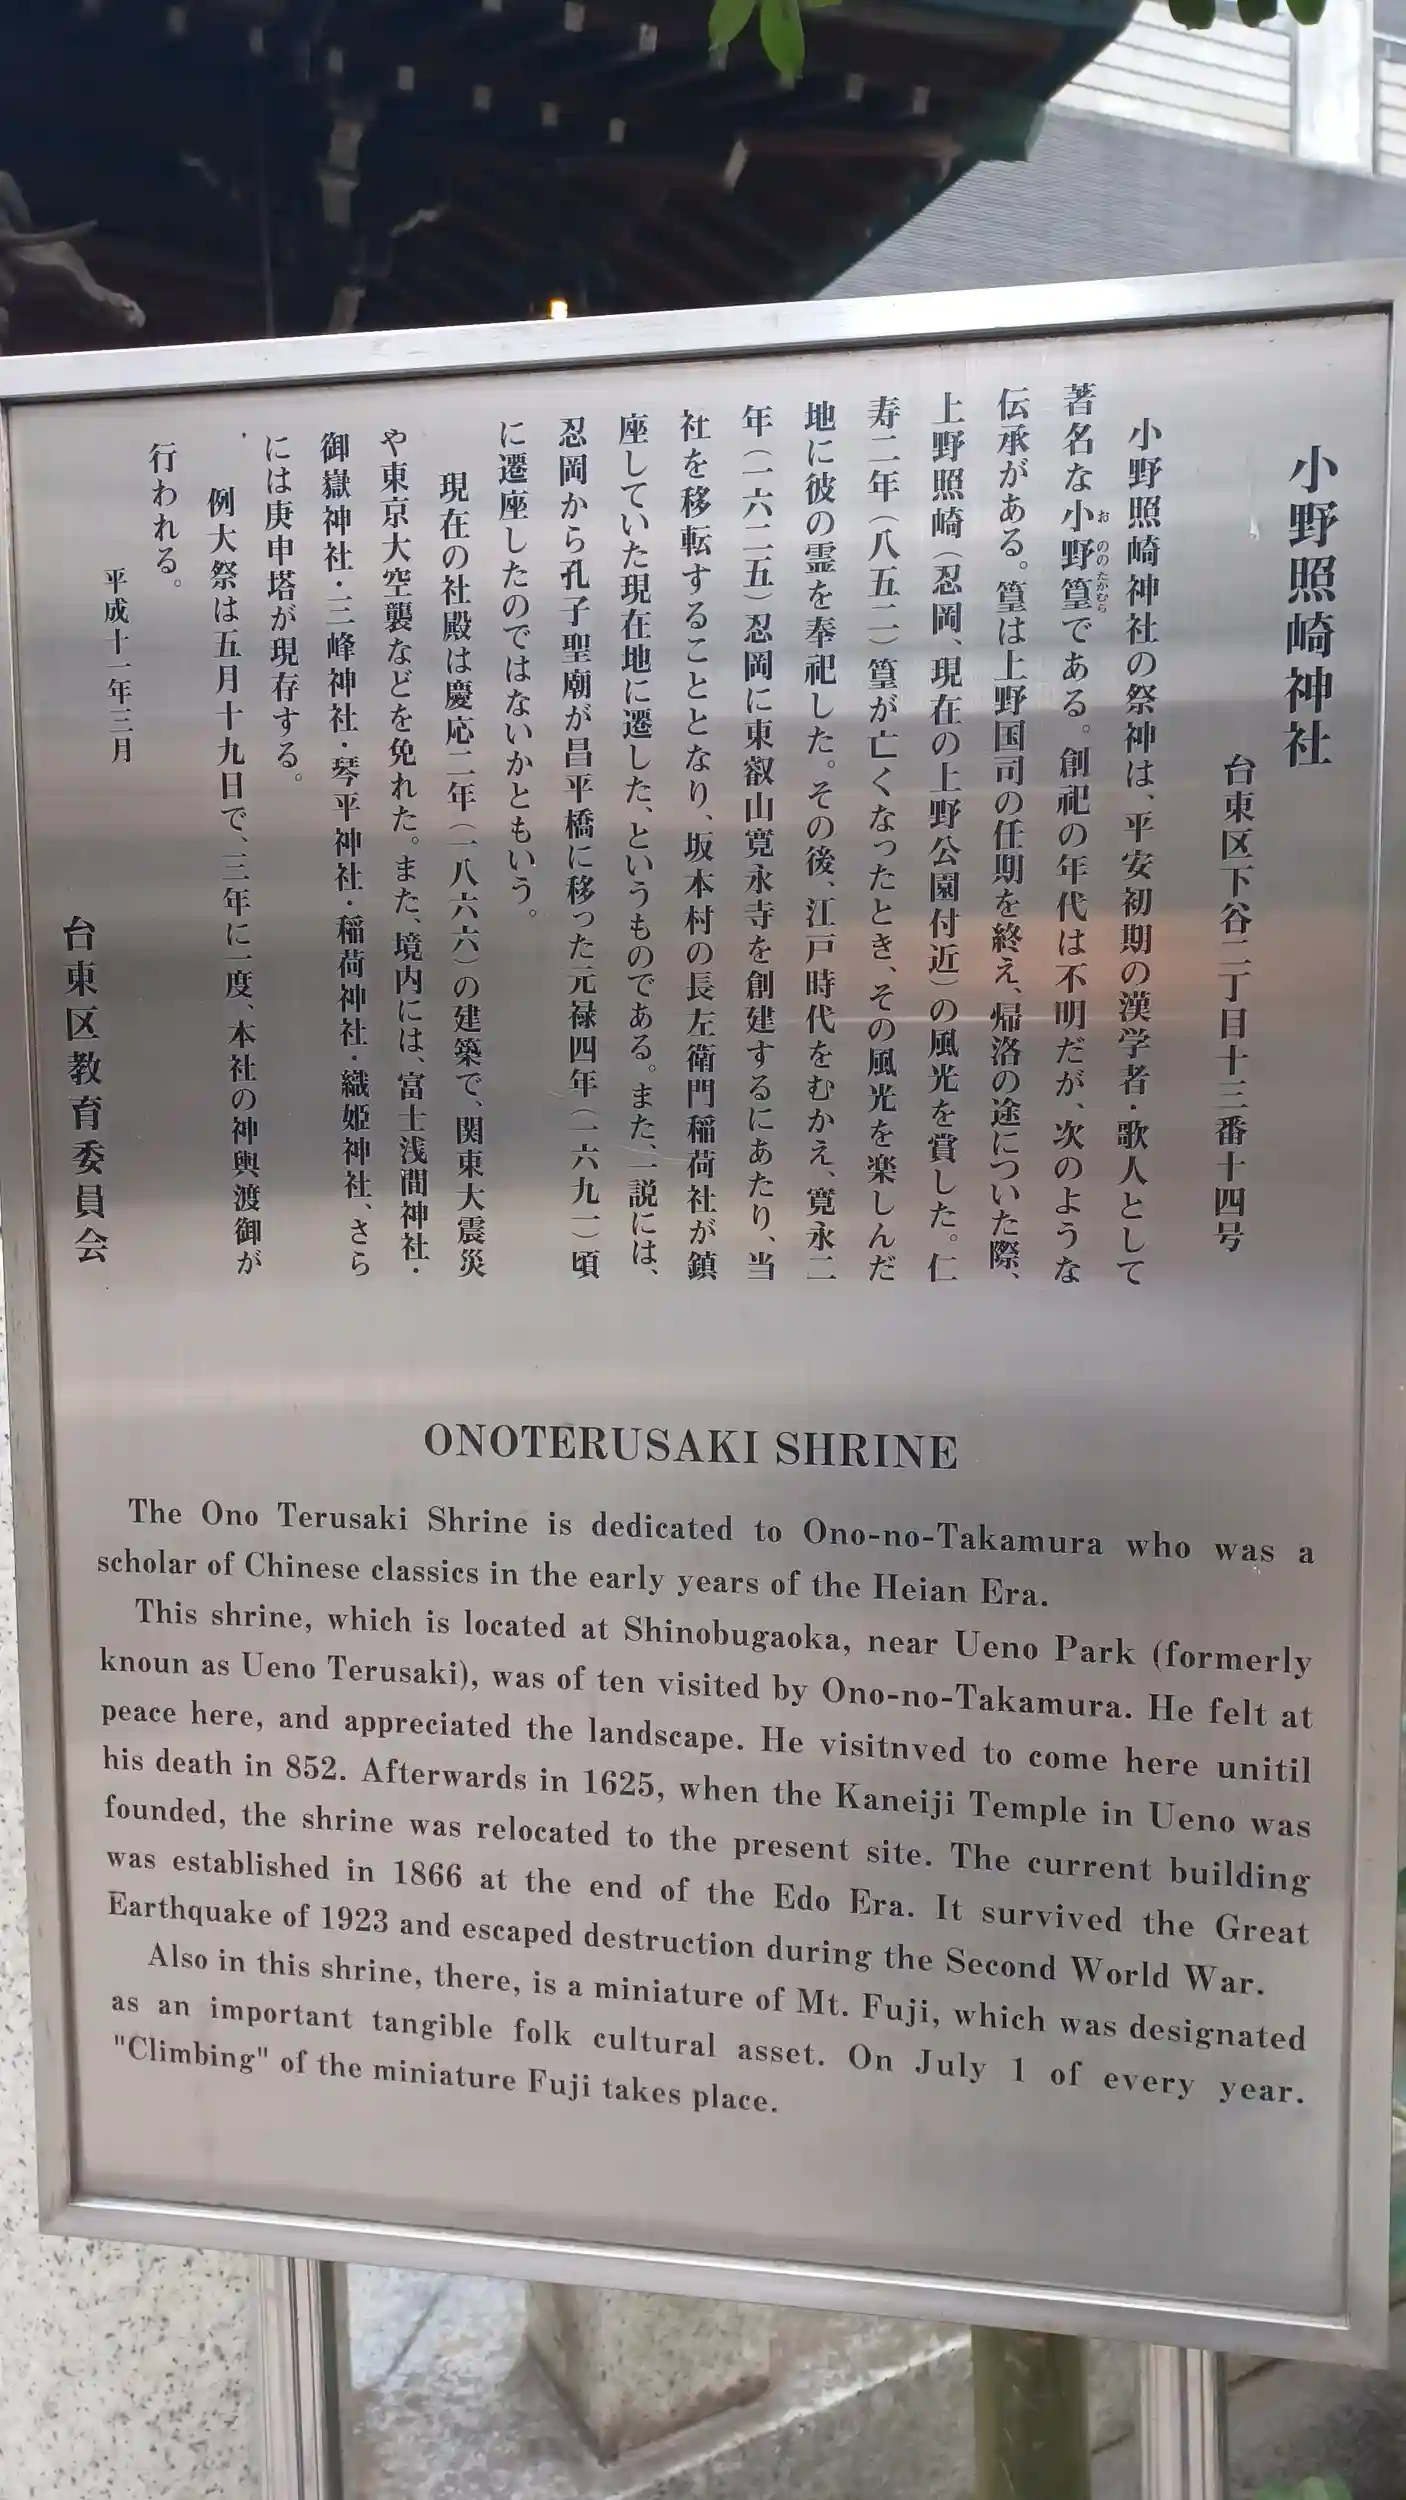 小野照崎神社
台東区下谷二丁目十三番十四号
小野照崎神社の祭神は、平安初期の漢学者・歌人として
著名な小野篁である。創祀の年代は不明だが、次のような
伝承がある。篁は上野国司の任期を終え、帰洛の途についた際、
上野照崎（忍岡、現在の上野公園付近）の風光を賞した。仁
寿二年（八五二）篁が亡くなったとき、その風光を楽しんだ
地に彼の霊を奉祀した。その後、江戸時代をむかえ、寛永二
年（一六二五）忍岡に東叡山寛永寺を創建するにあたり、当
社を移転することとなり、坂本村の長左衛門稲荷社が鎮
座していた現在地に遷した、というものである。また、一説には、
忍岡から孔子聖廟が昌平橋に移った元禄四年（一六九一）頃
に遷座したのではないかともいう。
現在の社殿は慶応二年（一八六六）の建築で、関東大震災
や東京大空襲などを免れた。また、境内には、富士浅間神社・
御嶽神社・三峰神社・琴平神社・稲荷神社・織姫神社、さら
には庚申塔が現存する。
例大祭は五月十九日で、三年に一度、本社の神輿渡御が
行われる。
平成十一年三月
台東区教育委員会
ONOTERUSAKI SHRINE
The Ono Terusaki Shrine is dedicated to Ono-no-Takamura who was a
scholar of Chinese classics in the early years of the Heian Era.
This shrine, which is located at Shinobugaoka, near Ueno Park (formerly
knoun as Ueno Terusaki), was of ten visited by Ono-no-Takamura. He felt at
peace here, and appreciated the landscape. He visitnved to come here unitil
his death in 852. Afterwards in 1625, when the Kaneiji Temple in Ueno was
founded, the shrine was relocated to the present site. The current building
was established in 1866 at the end of the Edo Era. It survived the Great
Earthquake of 1923 and escaped destruction during the Second World War.
Also in this shrine, there, is a miniature of Mt. Fuji, which was designated
as an important tangible folk cultural asset. On July 1 of every year.
"Climbing" of the miniature Fuji takes place.